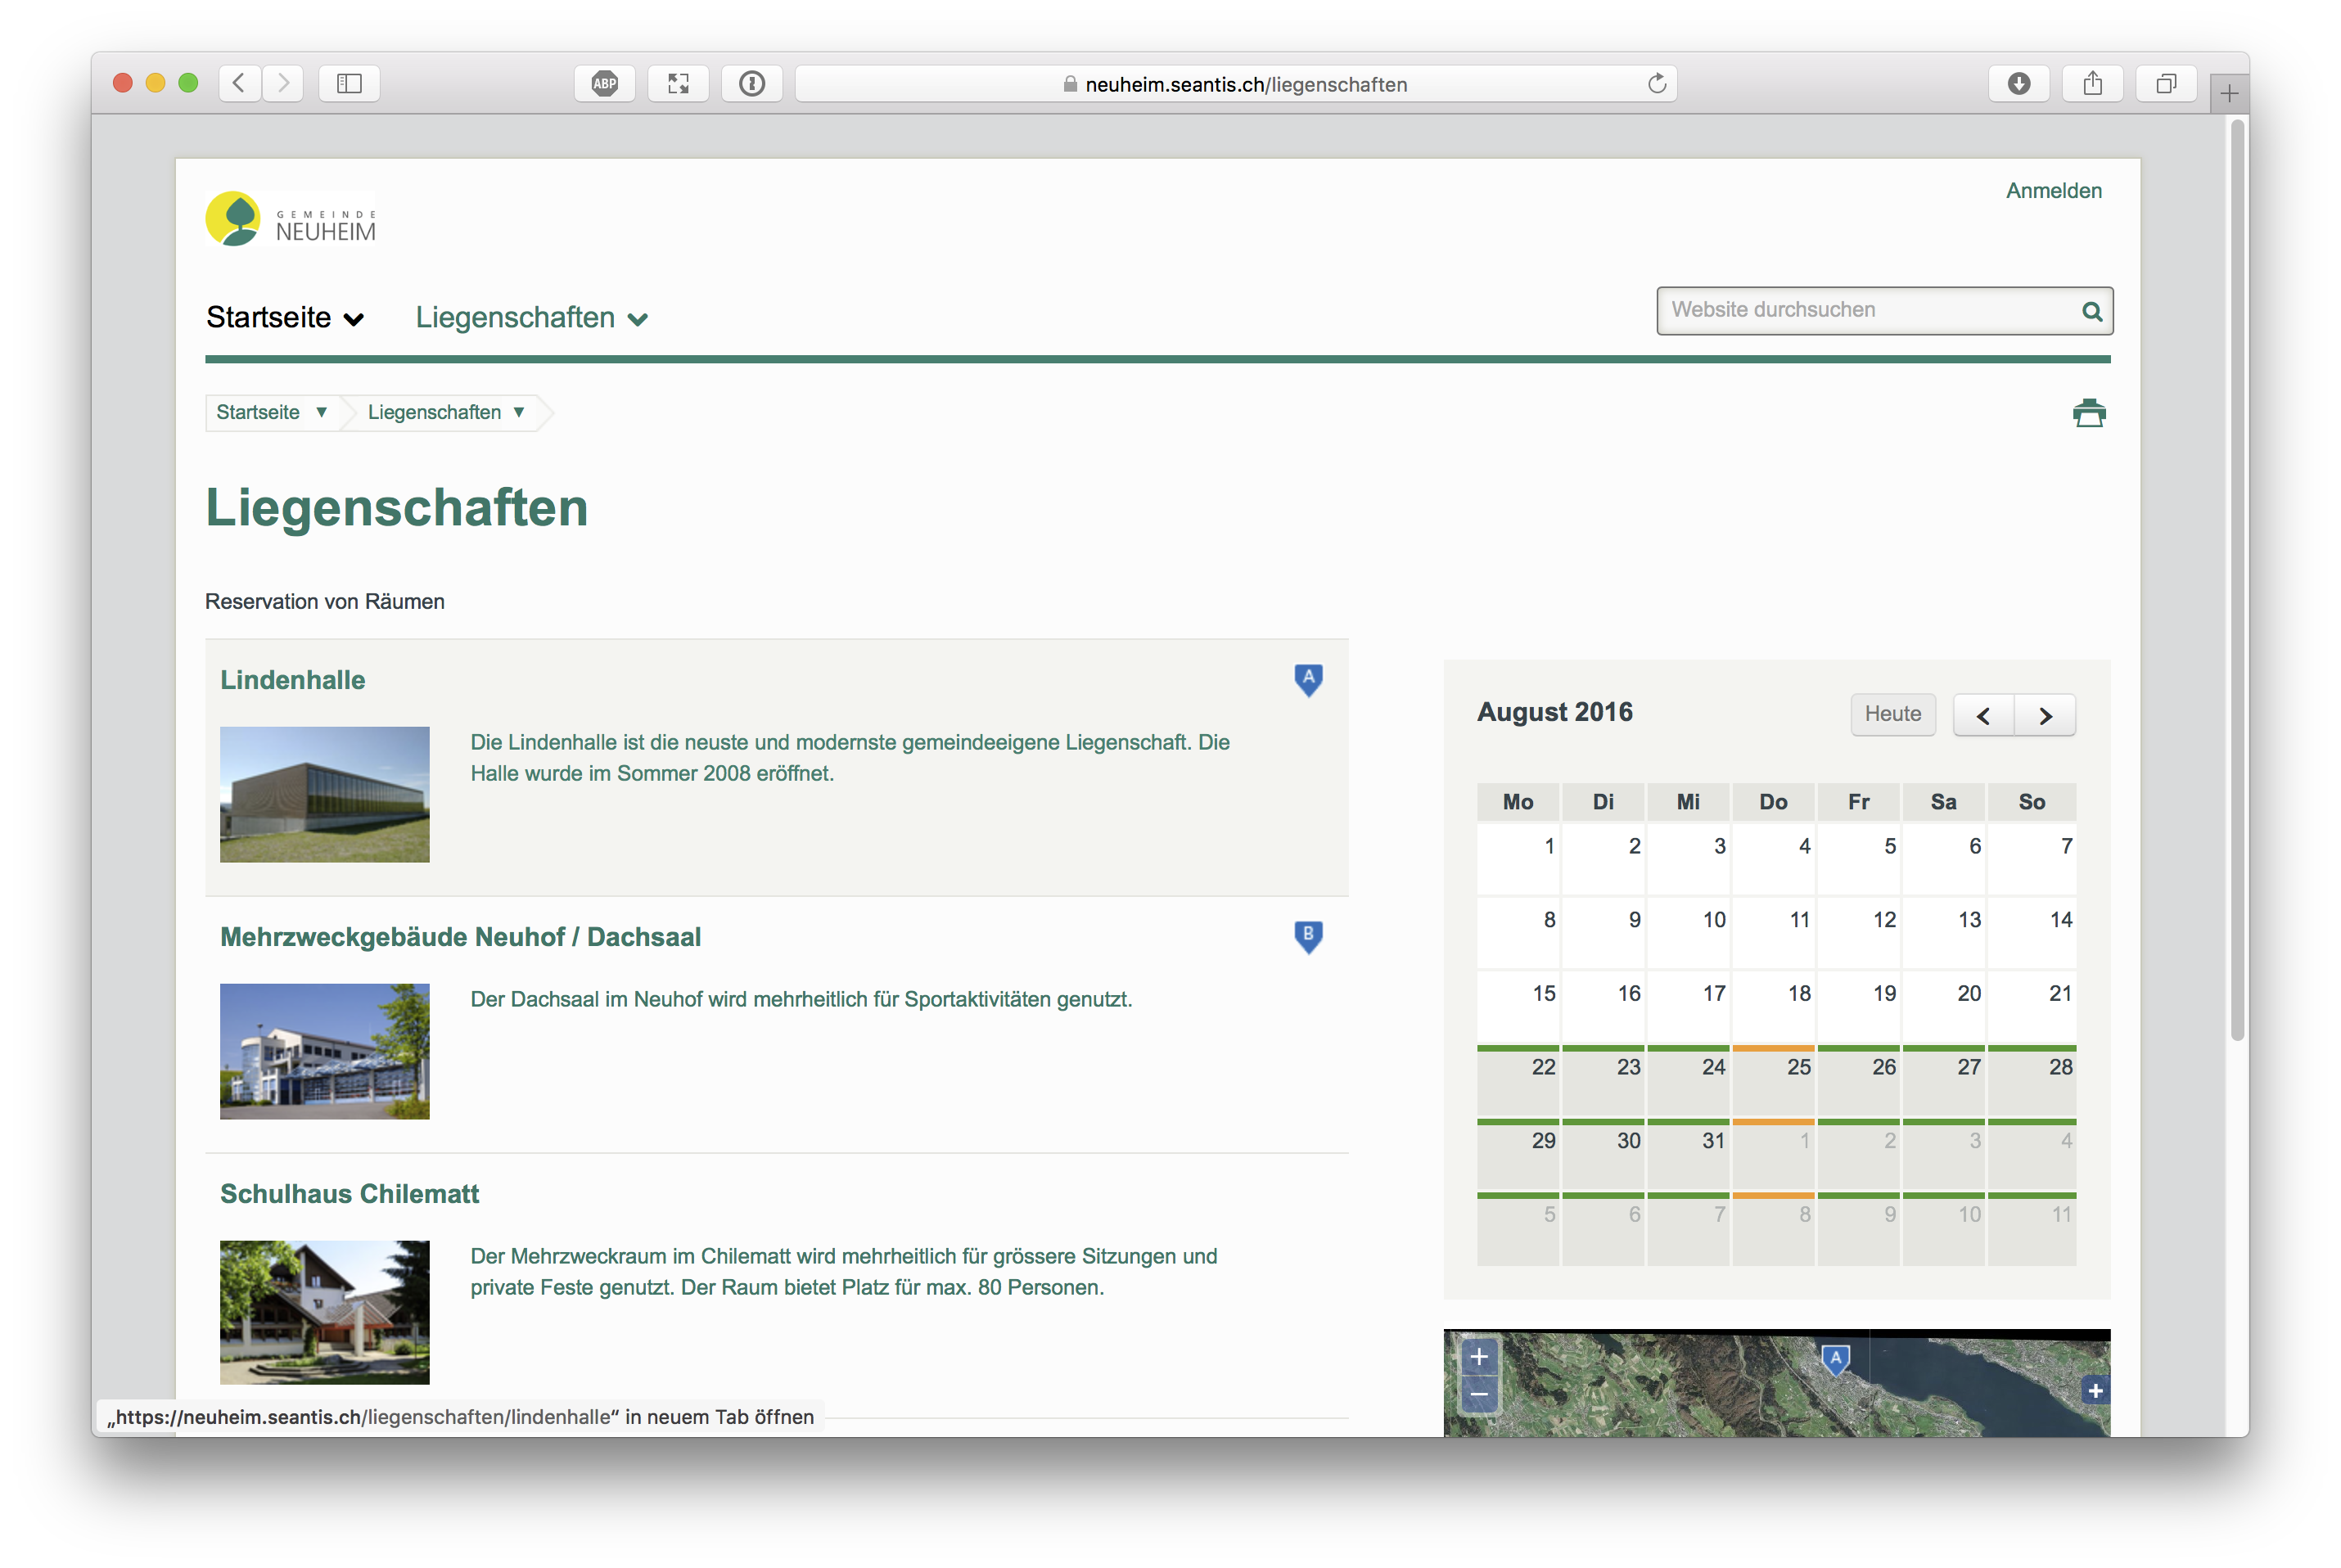 ABP
neuheim.seantis.ch/liegenschaften
Anmelden
GEMEINDE
NEUHEIM
Startseite
Liegenschaften
Website durchsuchen
Startseite ▼
Liegenschaften ▼
Liegenschaften
Reservation von Räumen
Lindenhalle
A
Die Lindenhalle ist die neuste und modernste gemeindeeigene Liegenschaft. Die
Halle wurde im Sommer 2008 eröffnet.
Mehrzweckgebäude Neuhof / Dachsaal
B
Der Dachsaal im Neuhof wird mehrheitlich für Sportaktivitäten genutzt.
Schulhaus Chilematt
Der Mehrzweckraum im Chilematt wird mehrheitlich für grössere Sitzungen und
private Feste genutzt. Der Raum bietet Platz für max. 80 Personen.
August 2016
Heute
Mo Di Mi Do Fr Sa So
1 2 3 4 5 6 7
8 9 10 11 12 13 14
15 16 17 18 19 20 21
22 23 24 25 26 27 28
29 30 31 1 2 3 4
5 6 7 8 9 10 11
+
−
A
+
„https://neuheim.seantis.ch/liegenschaften/lindenhalle“ in neuem Tab öffnen